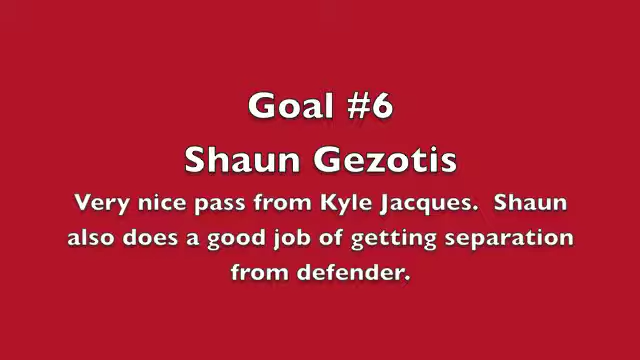 Goal #6
Shaun Gezotis
Very nice pass from Kyle Jacques.  Shaun
also does a good job of getting separation
from defender.